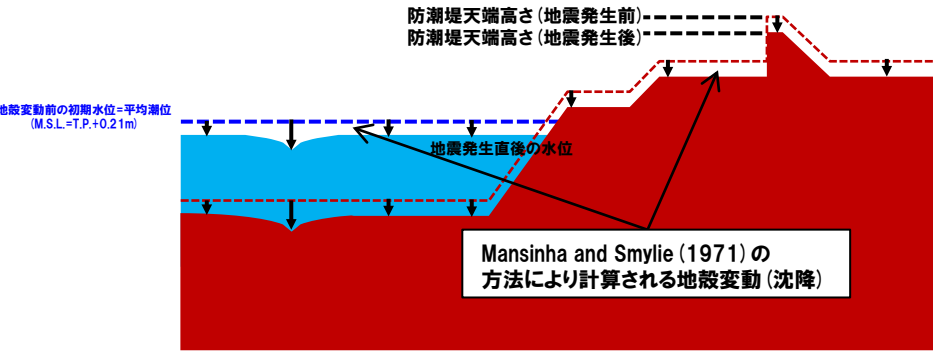 防潮堤天端高さ(地震発生前)
防潮堤天端高さ(地震発生後)
地殻変動前の初期水位=平均潮位
(M.S.L.=T.P.+0.21m)
地震発生直後の水位
Mansinha and Smylie(1971)の
方法により計算される地殻変動(沈降)